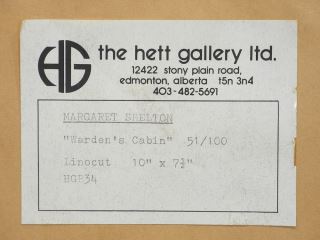 HG
the hett gallery ltd.
12422 stony plain road,
edmonton, alberta t5n 3n4
403-482-5691
MARGARET SHELTON
"Warden's Cabin" 51/100
Linocut 10" x 7½"
HGP34